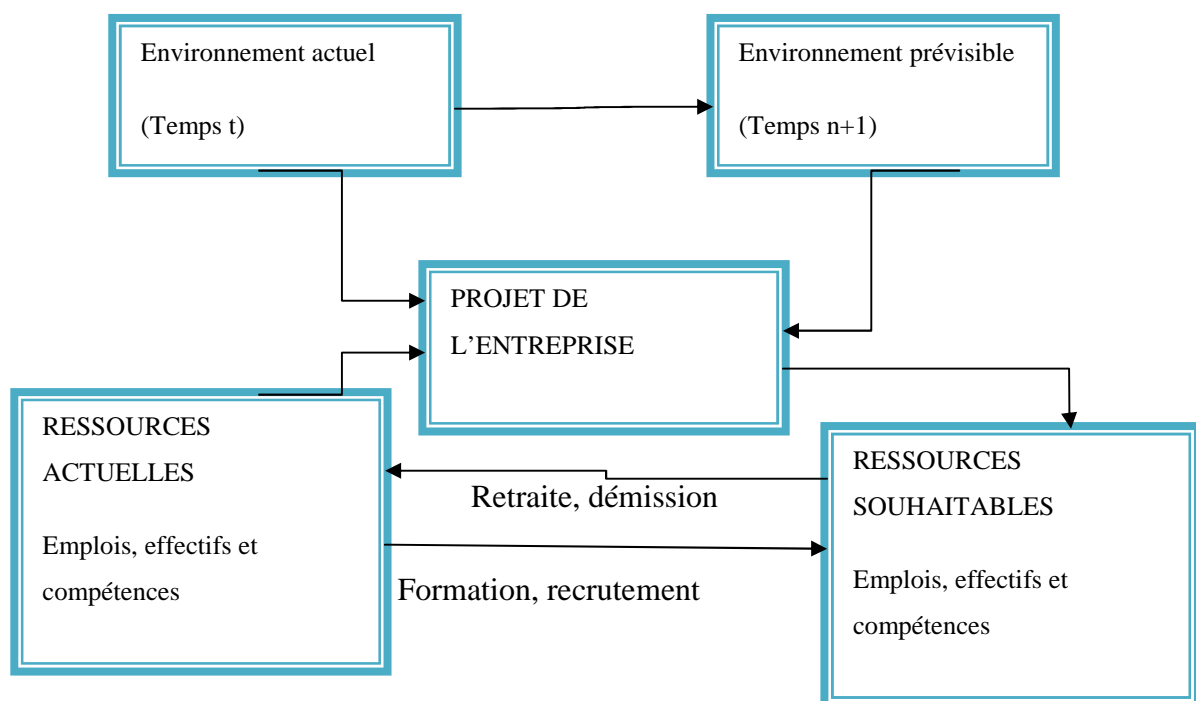 Environnement actuel
(Temps t)
Environnement prévisible
(Temps n+1)
PROJET DE
L’ENTREPRISE
RESSOURCES
ACTUELLES
Emplois, effectifs et
compétences
Retraite, démission
Formation, recrutement
RESSOURCES
SOUHAITABLES
Emplois, effectifs et
compétences